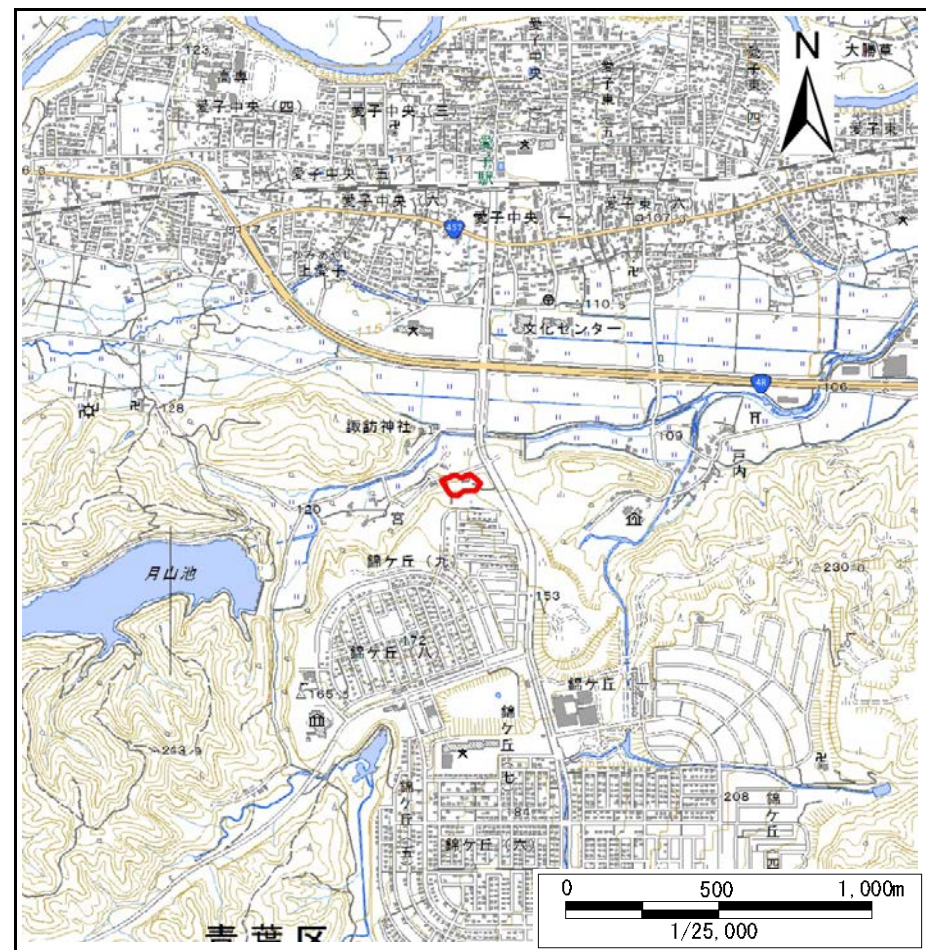 愛子中央
N
大勝草
123
高専
愛子東
愛子東
愛子中央(四)
愛子中央(三
愛子東
114
愛子駅
愛子中央(五)
愛子中央(六)
愛子中央(一)
愛子東(六
107.3
457
上愛子
110.3
115
文化センター
48
106
128
諏訪神社
109
戸内
120
宮
錦ケ丘(九)
230.0
月山池
153
172
錦ケ丘(八)
165.5
錦ケ丘(一)
錦ケ丘(七
243.9
錦ケ丘(五)
184
208
錦ケ丘(四
錦ケ丘(六)
青葉区
0 500 1,000m
1/25,000